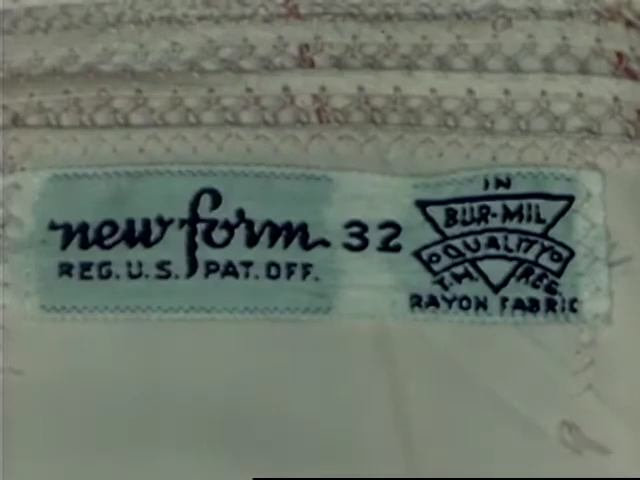 new form
REG. U.S. PAT. OFF.
32
IN
BUR-MIL
QUALITY
T.M. REG
RAYON FABRIC